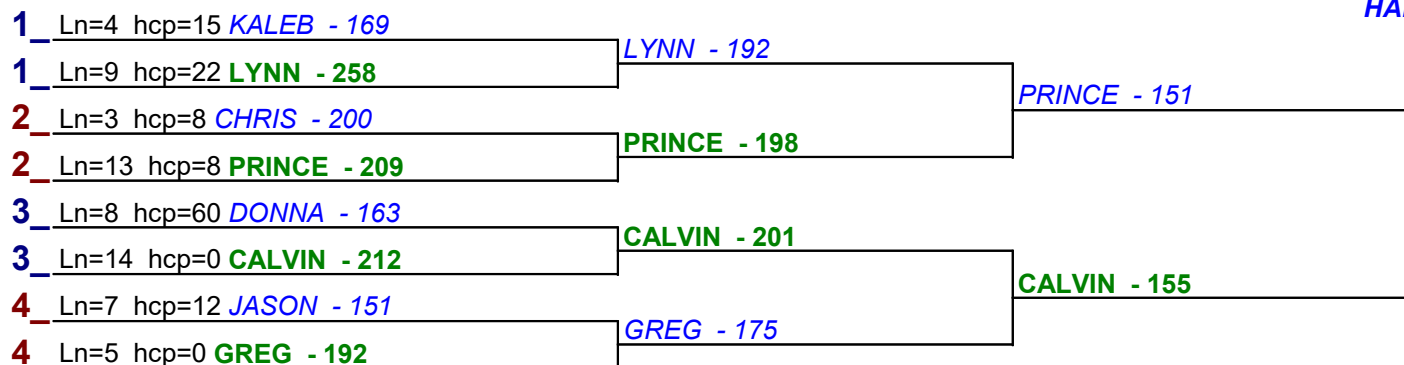 HA
1_ Ln=4 hcp=15 KALEB - 169
LYNN - 192
1_ Ln=9 hcp=22 LYNN - 258
PRINCE - 151
2_ Ln=3 hcp=8 CHRIS - 200
PRINCE - 198
2_ Ln=13 hcp=8 PRINCE - 209
3_ Ln=8 hcp=60 DONNA - 163
CALVIN - 201
3_ Ln=14 hcp=0 CALVIN - 212
CALVIN - 155
4_ Ln=7 hcp=12 JASON - 151
GREG - 175
4 Ln=5 hcp=0 GREG - 192